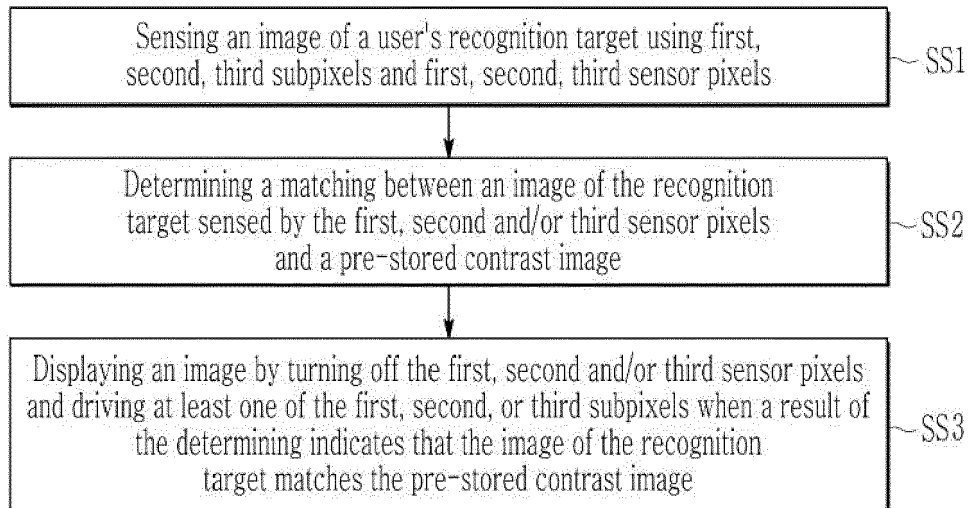 Sensing an image of a user's recognition target using first,
second, third subpixels and first, second, third sensor pixels
SS1
Determining a matching between an image of the recognition
target sensed by the first, second and/or third sensor pixels
and a pre-stored contrast image
SS2
Displaying an image by turning off the first, second and/or third sensor pixels
and driving at least one of the first, second, or third subpixels when a result of
the determining indicates that the image of the recognition
target matches the pre-stored contrast image
SS3